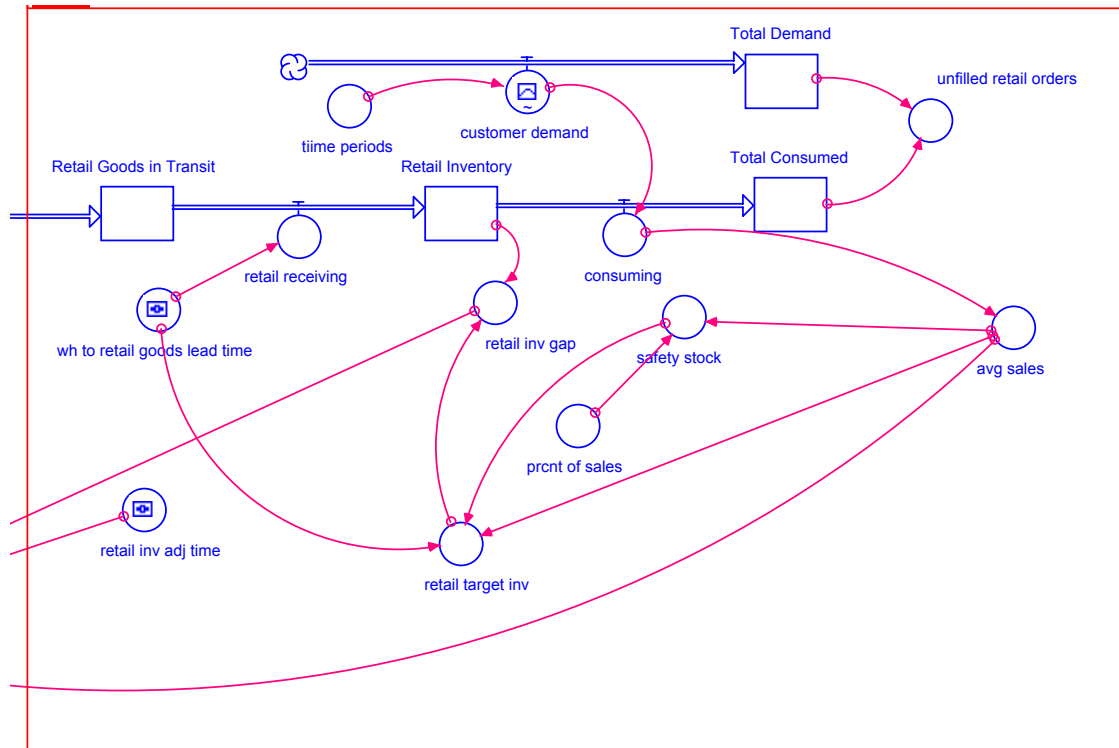 Total Demand
unfilled retail orders
customer demand
tiime periods
Retail Goods in Transit
Retail Inventory
Total Consumed
retail receiving
consuming
wh to retail goods lead time
retail inv gap
safety stock
avg sales
prcnt of sales
retail inv adj time
retail target inv